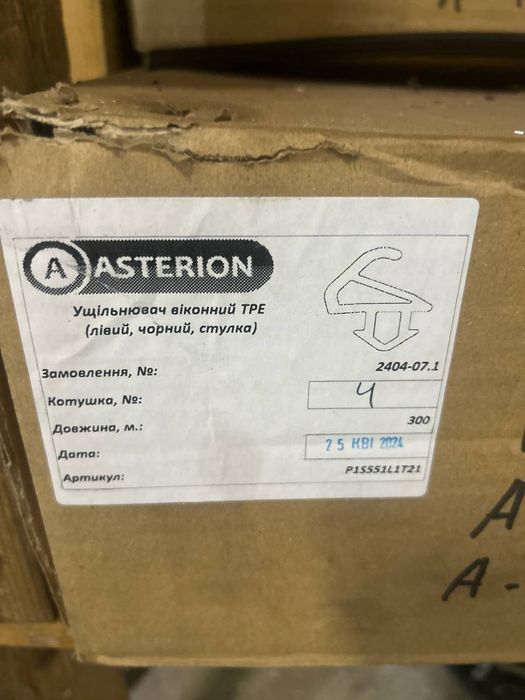 A ASTERION
Ущільнювач віконний TPE
(лівий, чорний, стулка)
Замовлення, №: 2404-07.1
Котушка, №: 4
Довжина, м.: 300
Дата: 25 КВІ 2024
Артикул: P1S551L1T21
A
A-